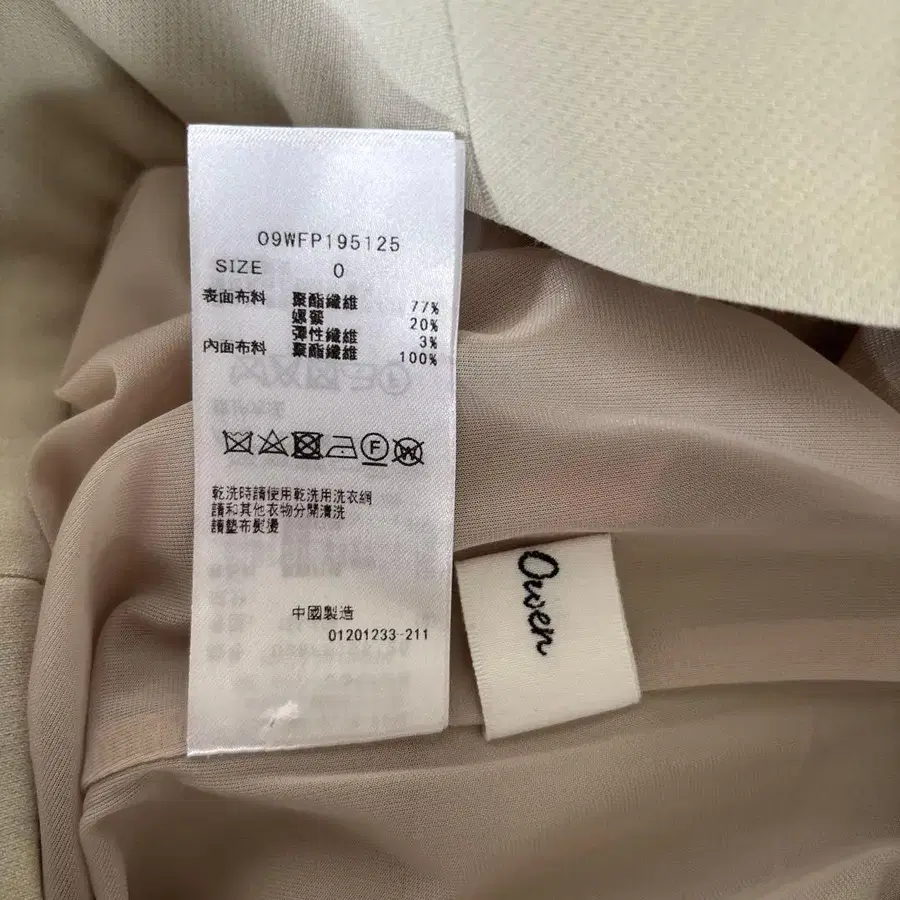 09WFP195125
SIZE 0
表面布料 聚酯纖維 77%
螺縈 20%
彈性纖維 3%
內面布料 聚酯纖維 100%
F W
乾洗時請使用乾洗用洗衣網
請和其他衣物分開清洗
請墊布熨燙
中國製造
01201233-211
Owen